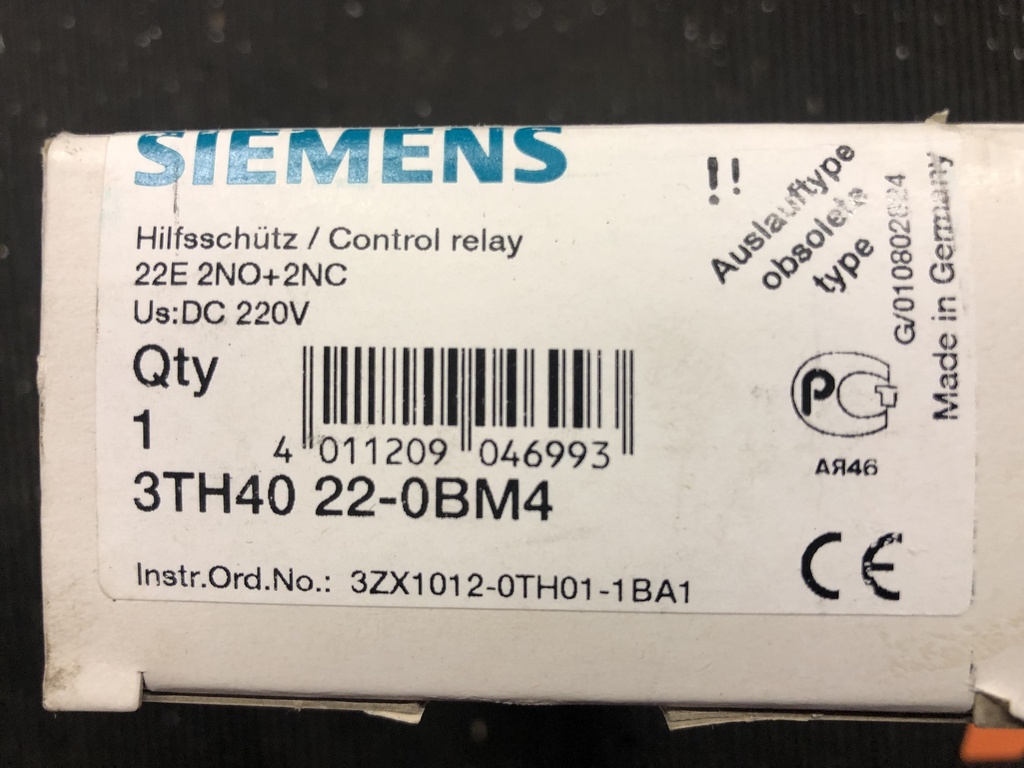 SIEMENS
Hilfsschütz / Control relay
22E 2NO+2NC
Us:DC 220V
Qty
1
4 011209 046993
3TH40 22-0BM4
Instr.Ord.No.: 3ZX1012-0TH01-1BA1
!!
Auslauftype
obsolete
type
Made in Germany
PC
АЯ46
CE